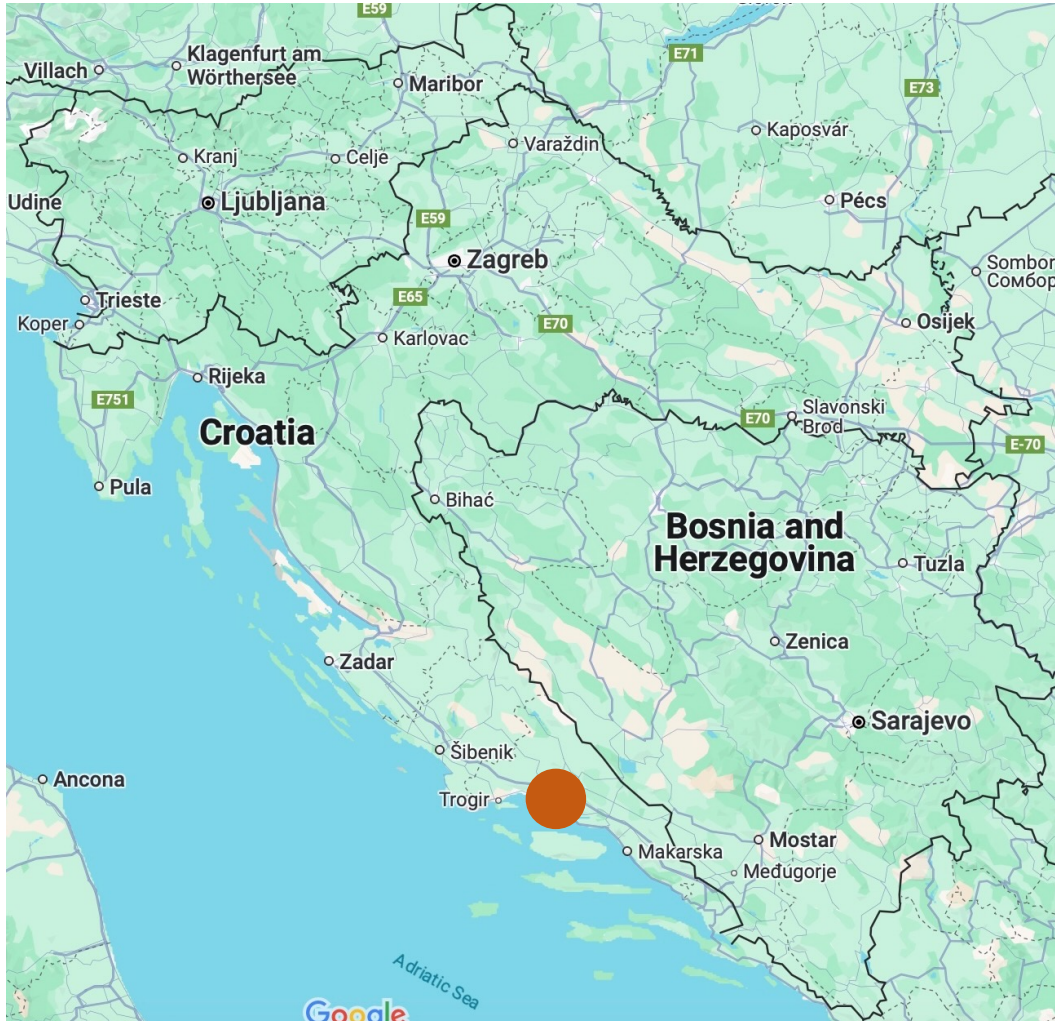 E59
E71
Klagenfurt am
Wörthersee
Villach
Maribor
E73
Varaždin
Kaposvár
Kranj
Celje
Udine
Ljubljana
E59
Pécs
Zagreb
Sombor
Сомбор
Trieste
E65
Koper
Karlovac
E70
Osijek
Rijeka
E751
Croatia
E70
Slavonski
Brod
E-70
Pula
Bihać
Bosnia and
Herzegovina
Tuzla
Zenica
Zadar
Sarajevo
Šibenik
Ancona
Trogir
Mostar
Makarska
Međugorje
Adriatic Sea
Google